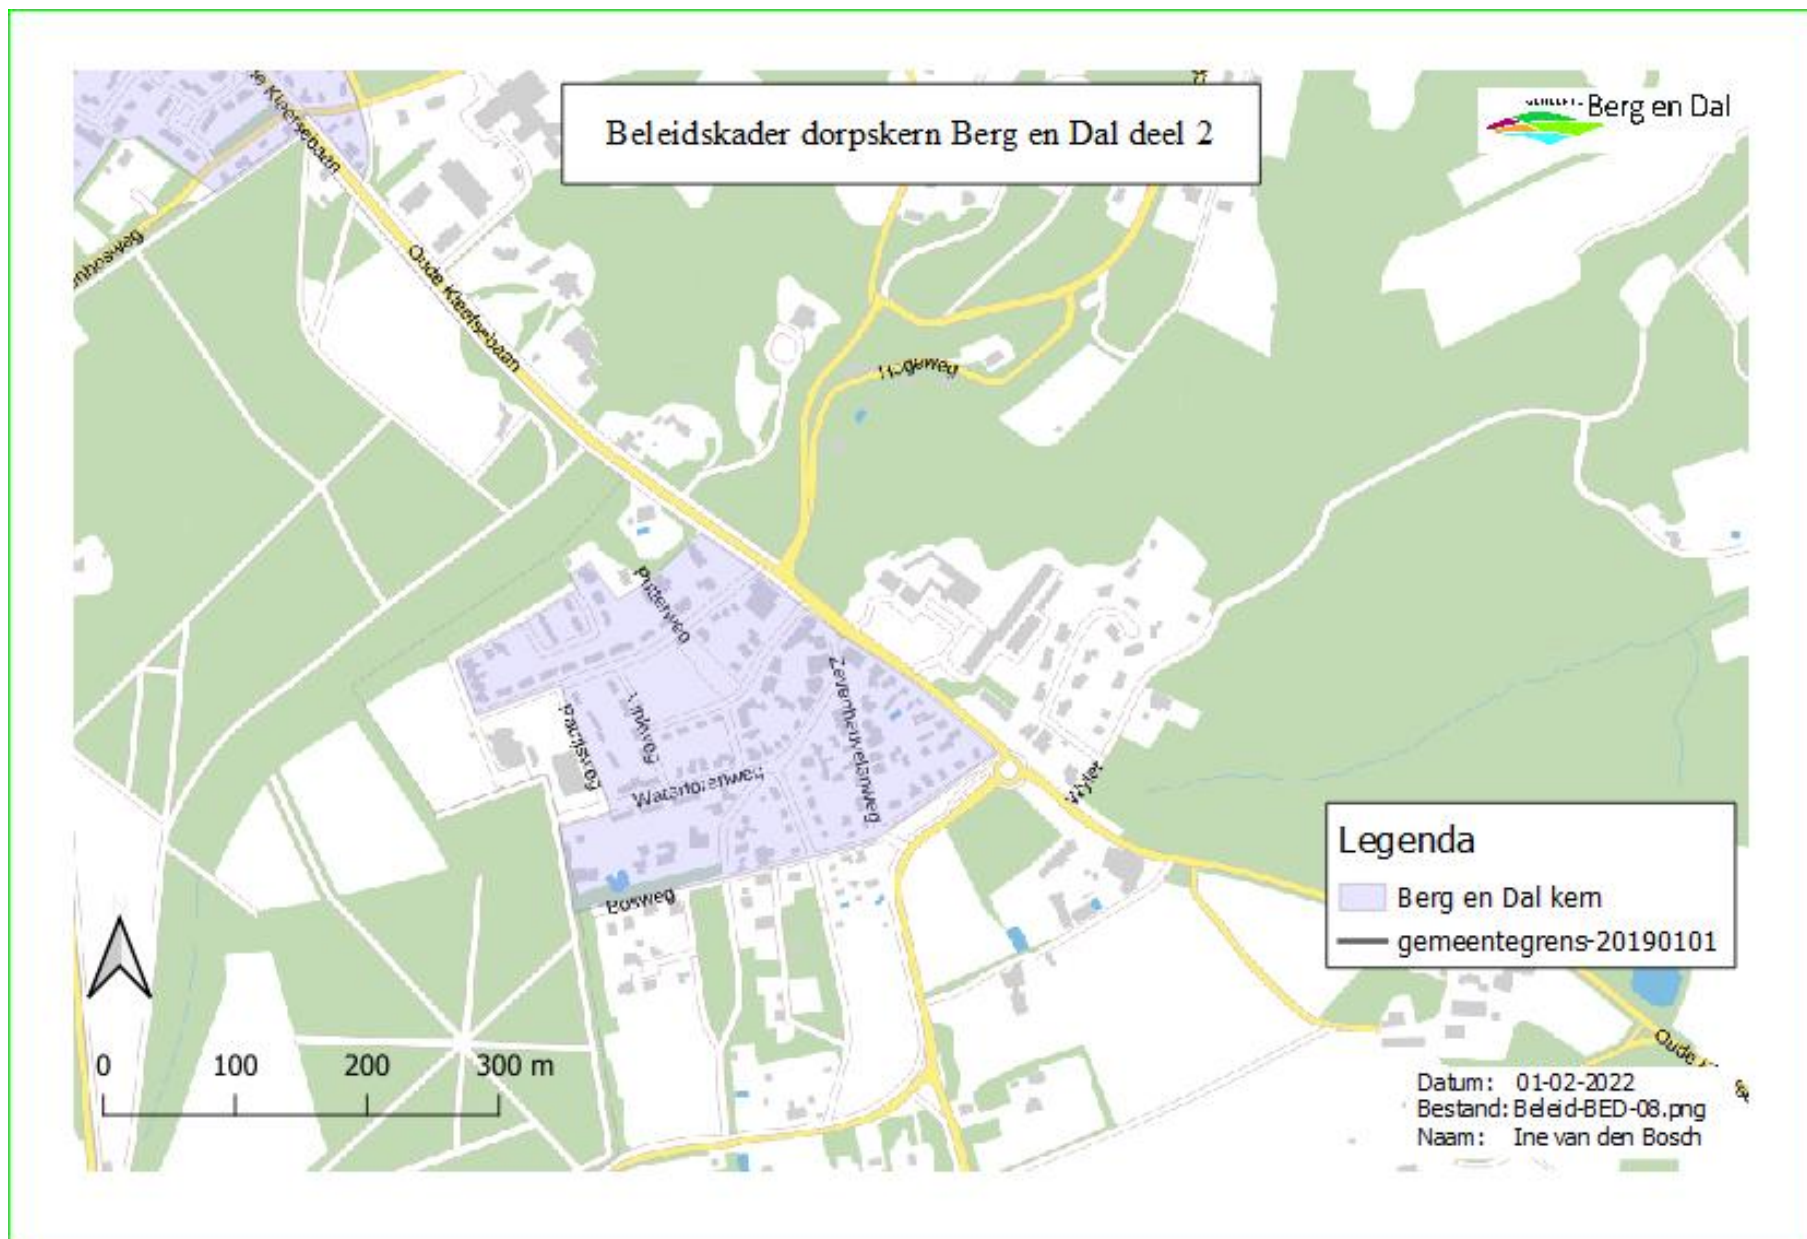 Beleidskader dorpskern Berg en Dal deel 2
Berg en Dal
Oude Kleefsebaan
Hogeweg
Zevenheuvelenweg
Watertorenweg
Bosweg
Wyler
Oude
Legenda
Berg en Dal kern
gemeentegrens-20190101
0 100 200 300 m
Datum: 01-02-2022
Bestand: Beleid-BED-08.png
Naam: Ine van den Bosch